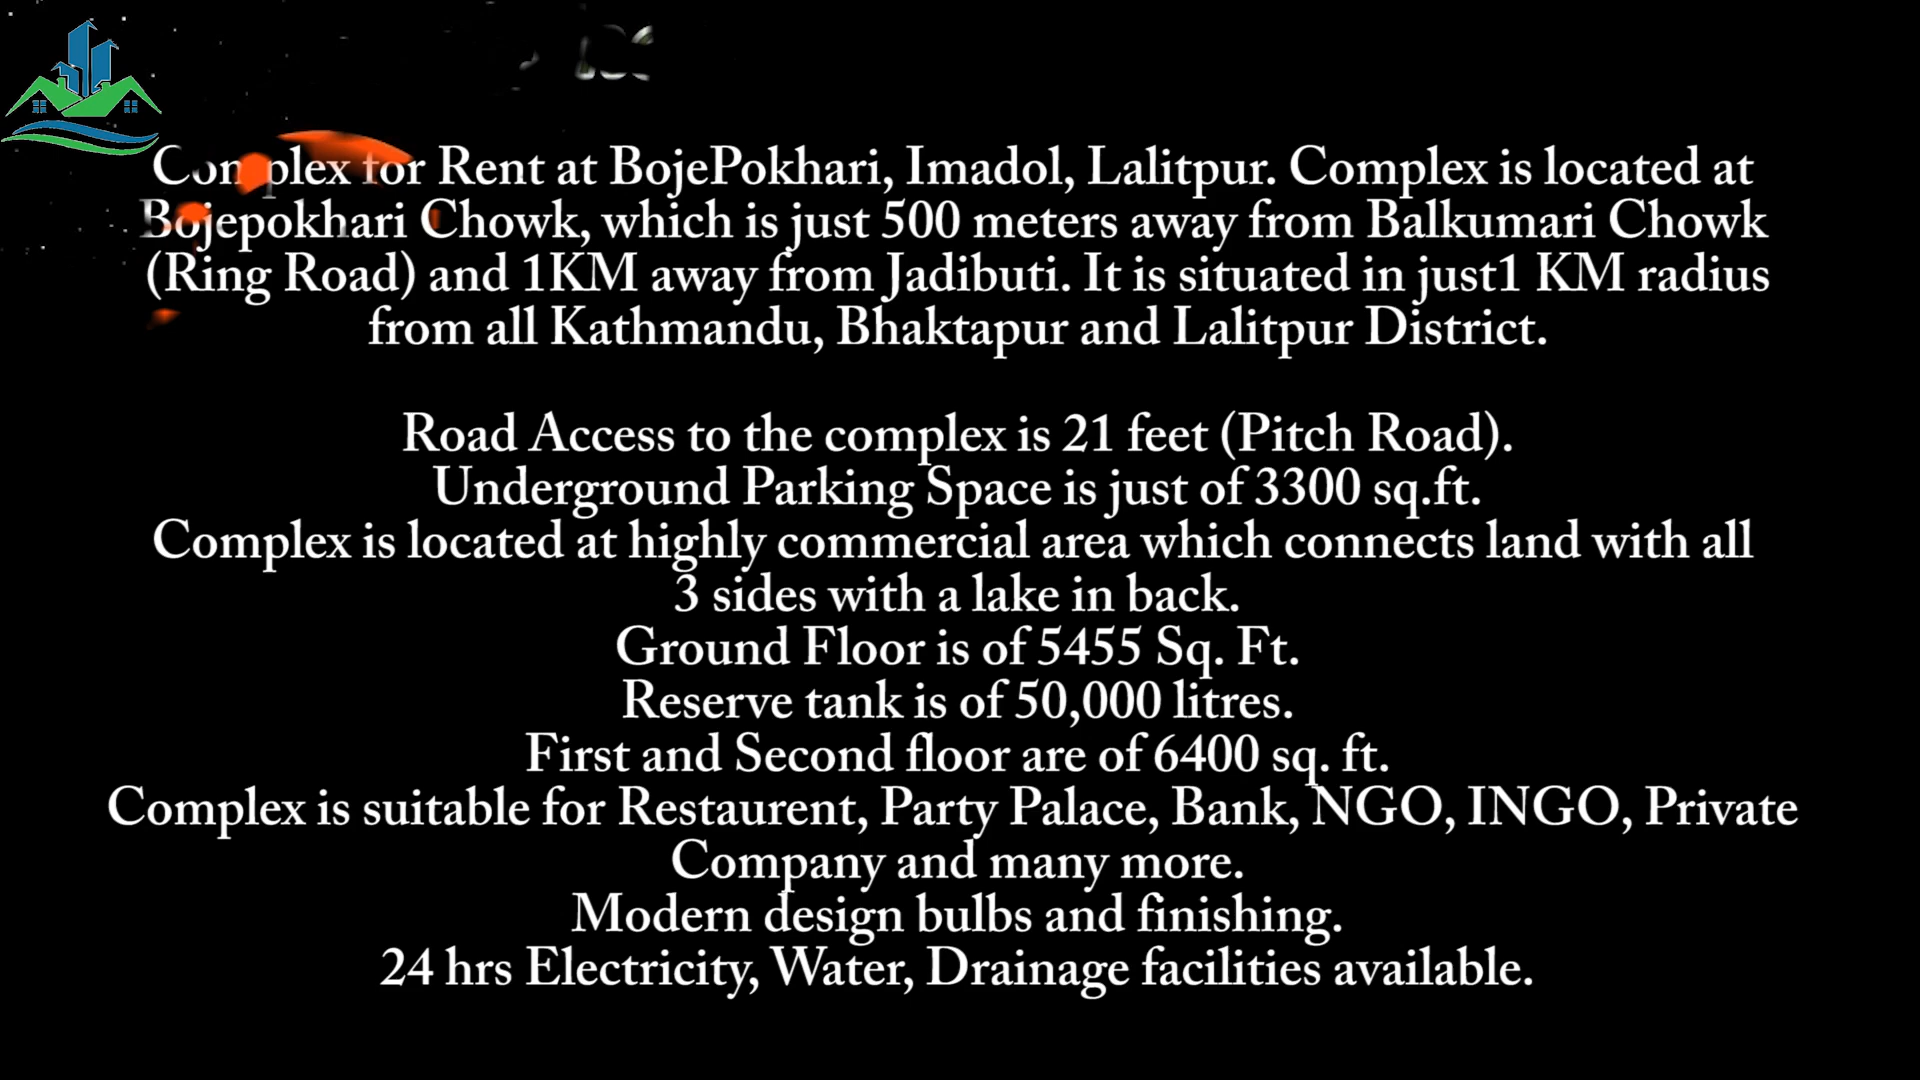 Complex for Rent at BojePokhari, Imadol, Lalitpur. Complex is located at
Bojepokhari Chowk, which is just 500 meters away from Balkumari Chowk
(Ring Road) and 1KM away from Jadibuti. It is situated in just1 KM radius
from all Kathmandu, Bhaktapur and Lalitpur District.
Road Access to the complex is 21 feet (Pitch Road).
Underground Parking Space is just of 3300 sq.ft.
Complex is located at highly commercial area which connects land with all
3 sides with a lake in back.
Ground Floor is of 5455 Sq. Ft.
Reserve tank is of 50,000 litres.
First and Second floor are of 6400 sq. ft.
Complex is suitable for Restaurent, Party Palace, Bank, NGO, INGO, Private
Company and many more.
Modern design bulbs and finishing.
24 hrs Electricity, Water, Drainage facilities available.